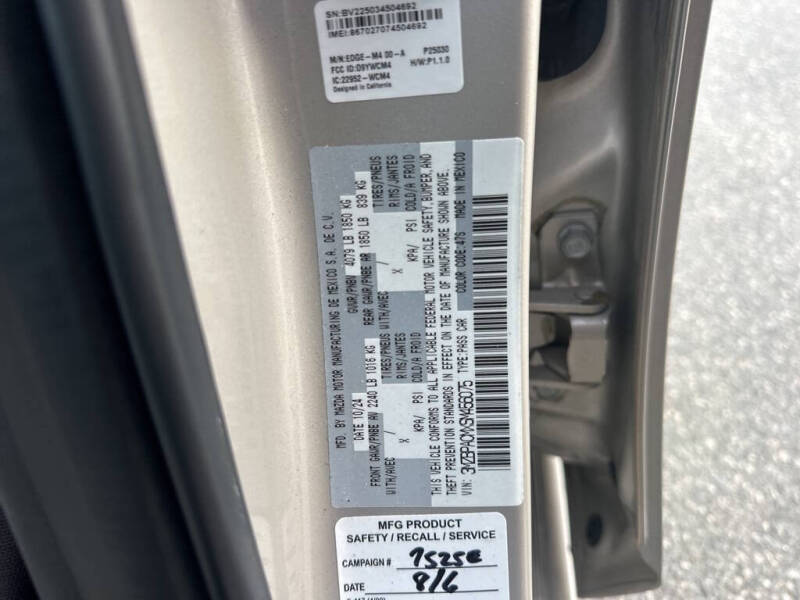 SN:BV225034504692
IMEI:867027074504692
M/N:EDGE-M4 00-A P25030
FCC ID:D9YWCM4 H/W:P1.1.0
IC:22952-WCM4
Designed in California
MFD. BY MAZDA MOTOR MANUFACTURING DE MEXICO S.A. DE C.V.
DATE 10/24 GVWR/PNBV 4079 LB 1850 KG
FRONT GAWR/PNBE AV 2240 LB 1016 KG REAR GAWR/PNBE AR 1850 LB 839 KG
WITH/AVEC TIRES/PNEUS WITH/AVEC TIRES/PNEUS
X RIMS/JANTES X RIMS/JANTES
KPA/ PSI COLD/A FROID KPA/ PSI COLD/A FROID
THIS VEHICLE CONFORMS TO ALL APPLICABLE FEDERAL MOTOR VEHICLE SAFETY, BUMPER, AND
THEFT PREVENTION STANDARDS IN EFFECT ON THE DATE OF MANUFACTURE SHOWN ABOVE.
VIN: 3MZBPACM9SM456075 TYPE:PASS CAR COLOR CODE:47S MADE IN MEXICO
MFG PRODUCT
SAFETY / RECALL / SERVICE
CAMPAIGN # 7525E
DATE 8/6